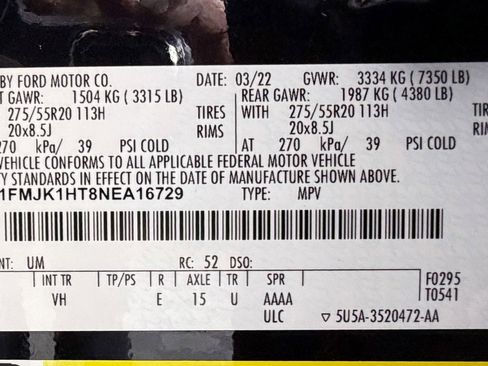 BY FORD MOTOR CO. DATE: 03/22 GVWR: 3334 KG ( 7350 LB)
T GAWR: 1504 KG ( 3315 LB) REAR GAWR: 1987 KG ( 4380 LB)
275/55R20 113H TIRES WITH 275/55R20 113H
20x8.5J RIMS 20x8.5J
270 kPa/ 39 PSI COLD AT 270 kPa/ 39 PSI COLD
VEHICLE CONFORMS TO ALL APPLICABLE FEDERAL MOTOR VEHICLE
TY STANDARDS IN EFFECT ON THE DATE OF MANUFACTURE SHOWN ABOVE.
1FMJK1HT8NEA16729 TYPE: MPV
NT: UM RC: 52 DSO:
INT TR TP/PS R AXLE TR SPR F0295
VH E 15 U AAAA T0541
ULC ▽ 5U5A-3520472-AA